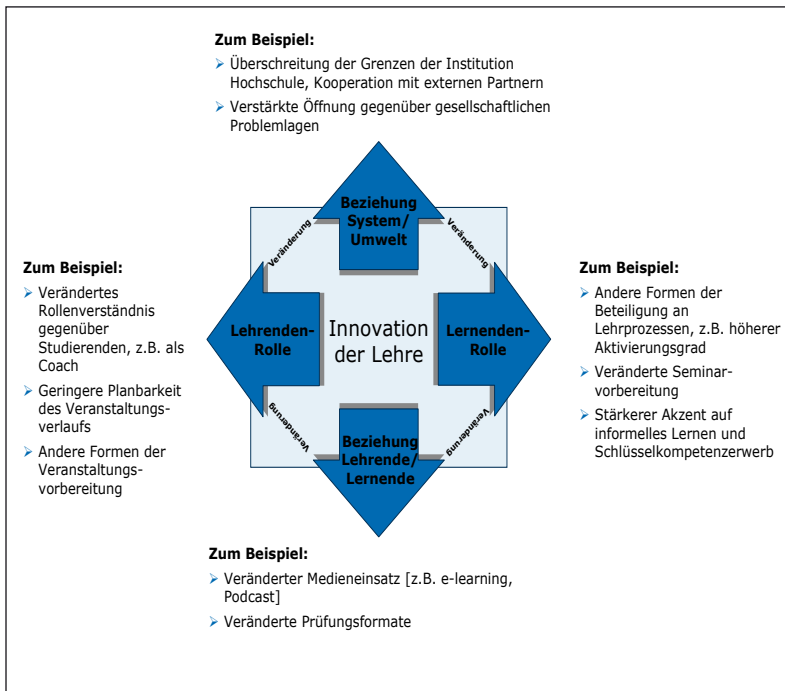 Zum Beispiel:
➢ Überschreitung der Grenzen der Institution
Hochschule, Kooperation mit externen Partnern
➢ Verstärkte Öffnung gegenüber gesellschaftlichen
Problemlagen
Beziehung
System/
Umwelt
Veränderung
Veränderung
Zum Beispiel:
➢ Verändertes
Rollenverständnis
gegenüber
Studierenden, z.B. als
Coach
➢ Geringere Planbarkeit
des Veranstaltungs-
verlaufs
➢ Andere Formen der
Veranstaltungs-
vorbereitung
Lehrenden-
Rolle
Innovation
der Lehre
Lernenden-
Rolle
Zum Beispiel:
➢ Andere Formen der
Beteiligung an
Lehrprozessen, z.B. höherer
Aktivierungsgrad
➢ Veränderte Seminar-
vorbereitung
➢ Stärkerer Akzent auf
informelles Lernen und
Schlüsselkompetenzerwerb
Veränderung
Veränderung
Beziehung
Lehrende/
Lernende
Zum Beispiel:
➢ Veränderter Medieneinsatz [z.B. e-learning,
Podcast]
➢ Veränderte Prüfungsformate